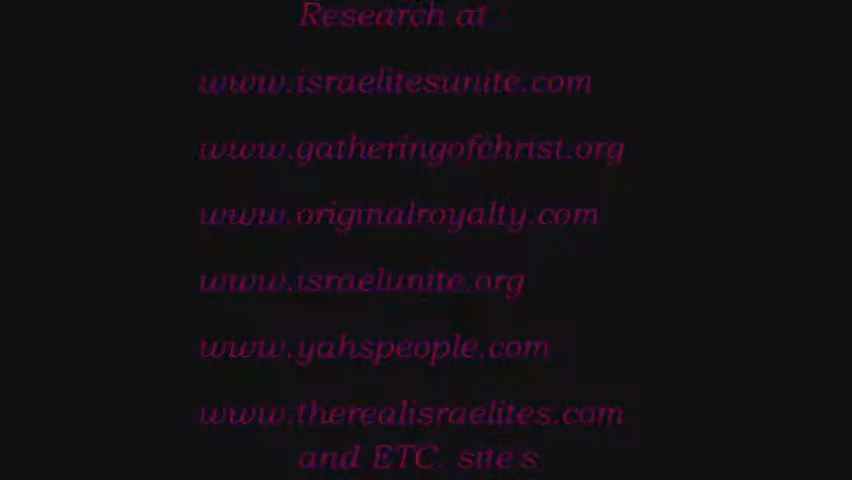 Research at :
www.israelitesunite.com
www.gatheringofchrist.org
www.originalroyalty.com
www.israelunite.org
www.yahspeople.com
www.therealisraelites.com
and ETC. site's